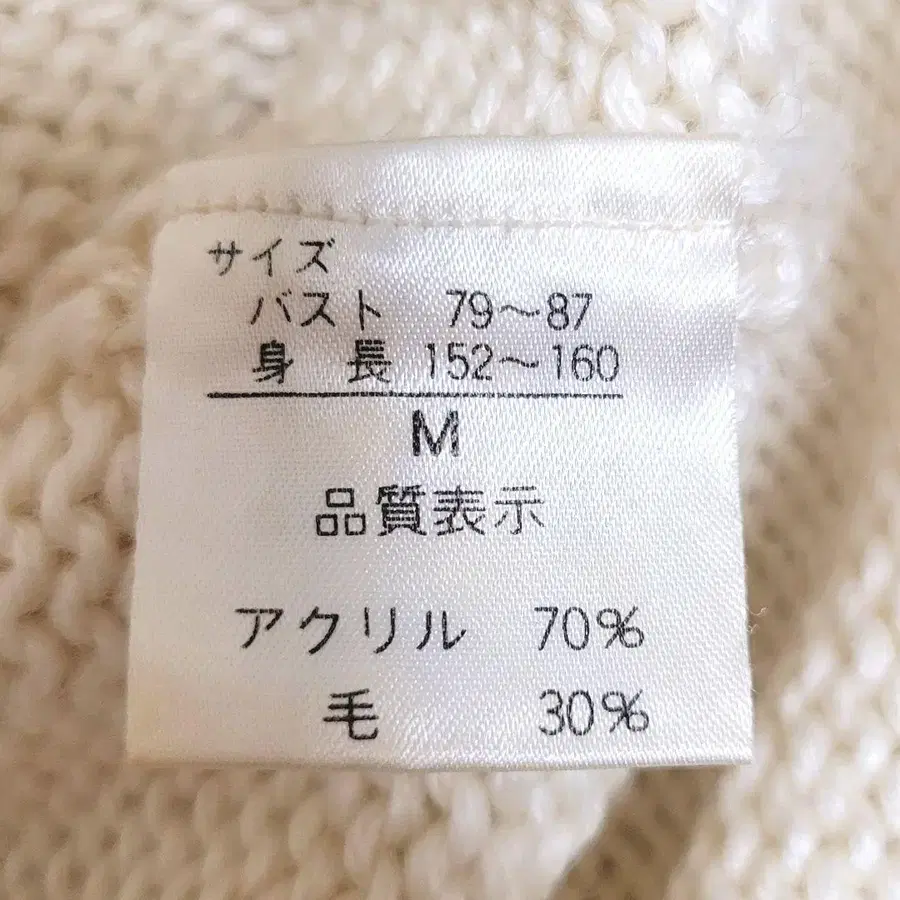 サイズ
バスト 79～87
身長 152～160
M
品質表示
アクリル 70%
毛 30%